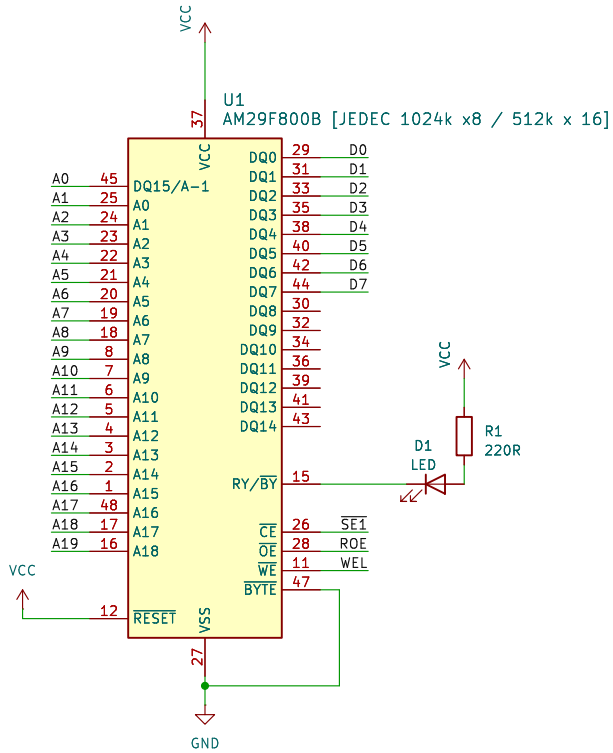 VCC
37
U1
AM29F800B [JEDEC 1024k x8 / 512k x 16]
VCC
DQ0 29 D0
DQ1 31 D1
A0 45 DQ15/A-1
DQ2 33 D2
A1 25 A0
DQ3 35 D3
A2 24 A1
DQ4 38 D4
A3 23 A2
DQ5 40 D5
A4 22 A3
DQ6 42 D6
A5 21 A4
DQ7 44 D7
A6 20 A5
DQ8 30
A7 19 A6
DQ9 32
A8 18 A7
DQ10 34
A9 8 A8
DQ11 36
A10 7 A9
DQ12 39
A11 6 A10
DQ13 41
A12 5 A11
DQ14 43
A13 4 A12
A14 3 A13
A15 2 A14
A16 1 A15
A17 48 A16
A18 17 A17
A19 16 A18
VCC
R1
220R
D1
LED
RY/BY 15
CE 26 SE1
OE 28 ROE
WE 11 WEL
BYTE 47
VCC
12 RESET
VSS
27
GND